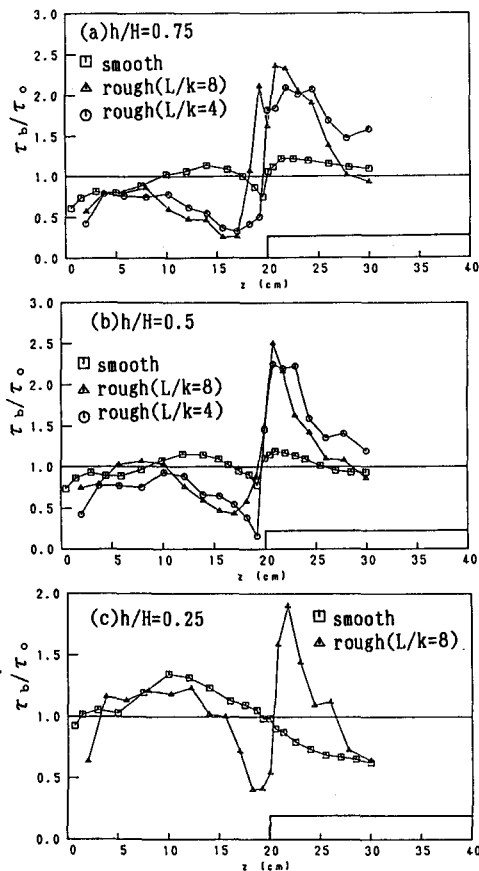 (a)h/H=0.75
smooth
rough(L/k=8)
rough(L/k=4)
τb/τo
3.0
2.5
2.0
1.5
1.0
0.5
0.0
0 5 10 15 20 25 30 35 40
z (cm)
(b)h/H=0.5
smooth
rough(L/k=8)
rough(L/k=4)
τb/τo
3.0
2.5
2.0
1.5
1.0
0.5
0.0
0 5 10 15 20 25 30 35 40
z (cm)
(c)h/H=0.25
smooth
rough(L/k=8)
τb/τo
2.0
1.5
1.0
0.5
0.0
0 5 10 15 20 25 30 35 40
z (cm)